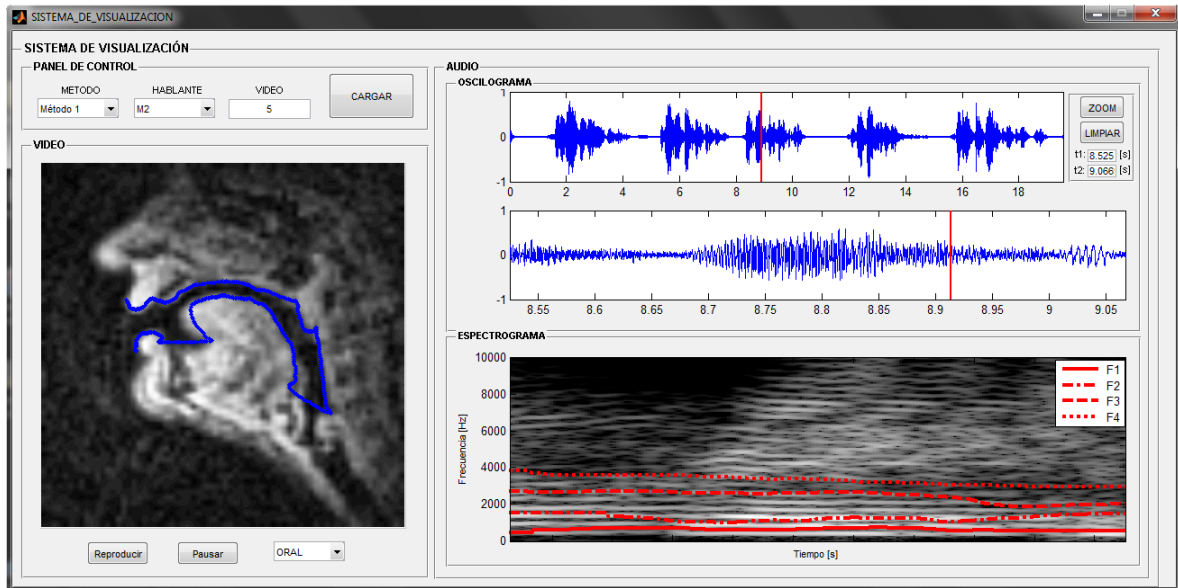 SISTEMA_DE_VISUALIZACION
SISTEMA DE VISUALIZACIÓN
PANEL DE CONTROL
METODO HABLANTE VIDEO
Método 1 M2 5 CARGAR
VIDEO
Reproducir Pausar ORAL
AUDIO
OSCILOGRAMA
1
0
-1
0 2 4 6 8 10 12 14 16 18
ZOOM
LIMPIAR
t1: 8.525 [s]
t2: 9.066 [s]
1
0
-1
8.55 8.6 8.65 8.7 8.75 8.8 8.85 8.9 8.95 9 9.05
ESPECTROGRAMA
Frecuencia [Hz]
10000
8000
6000
4000
2000
0
F1
F2
F3
F4
Tiempo [s]